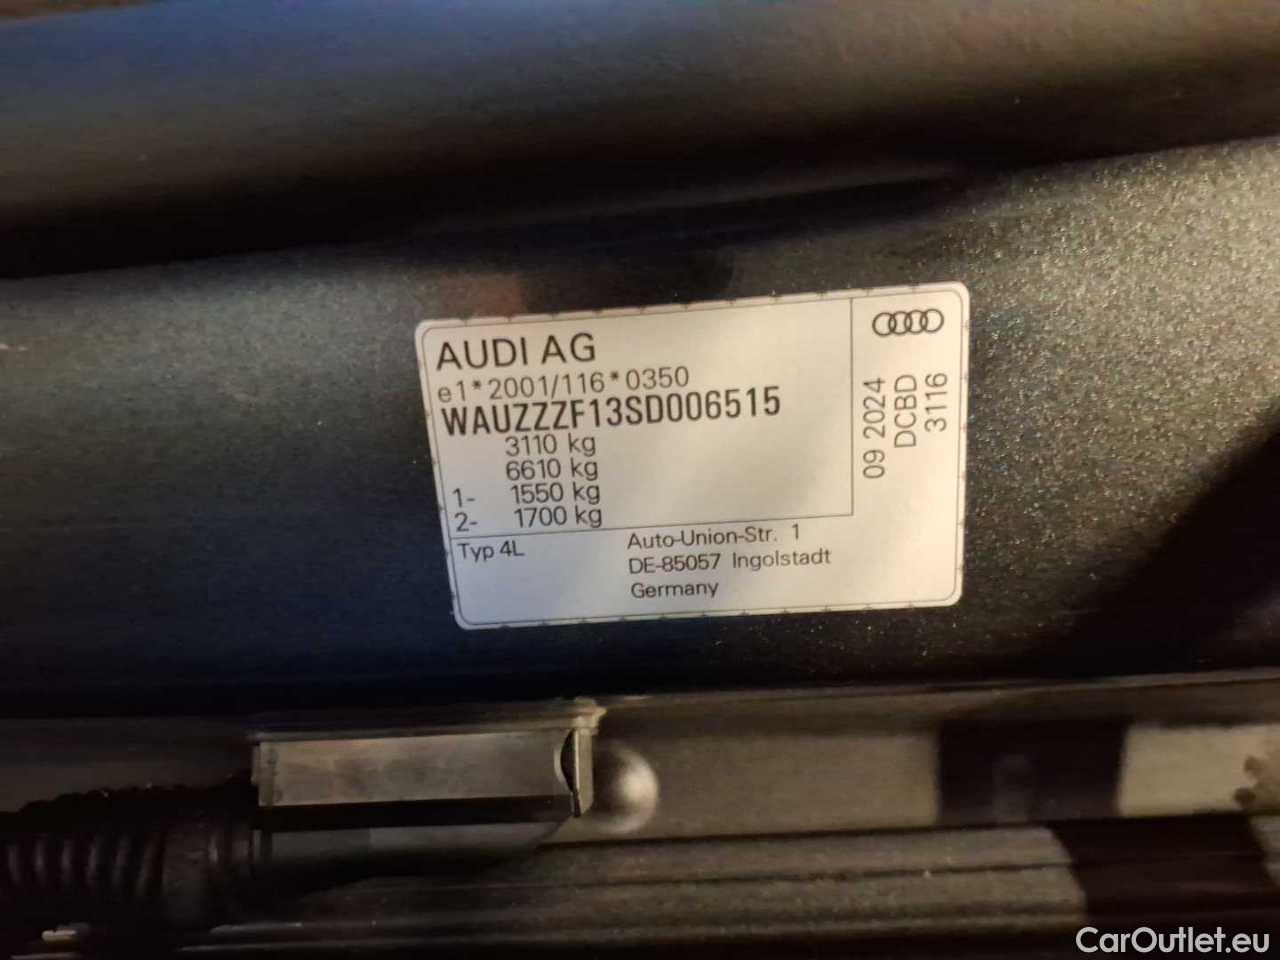 AUDI AG
e1*2001/116*0350
WAUZZZF13SD006515
3110 kg
6610 kg
1- 1550 kg
2- 1700 kg
Typ 4L
Auto-Union-Str. 1
DE-85057 Ingolstadt
Germany
09 2024
DCBD
3116
CarOutlet.eu